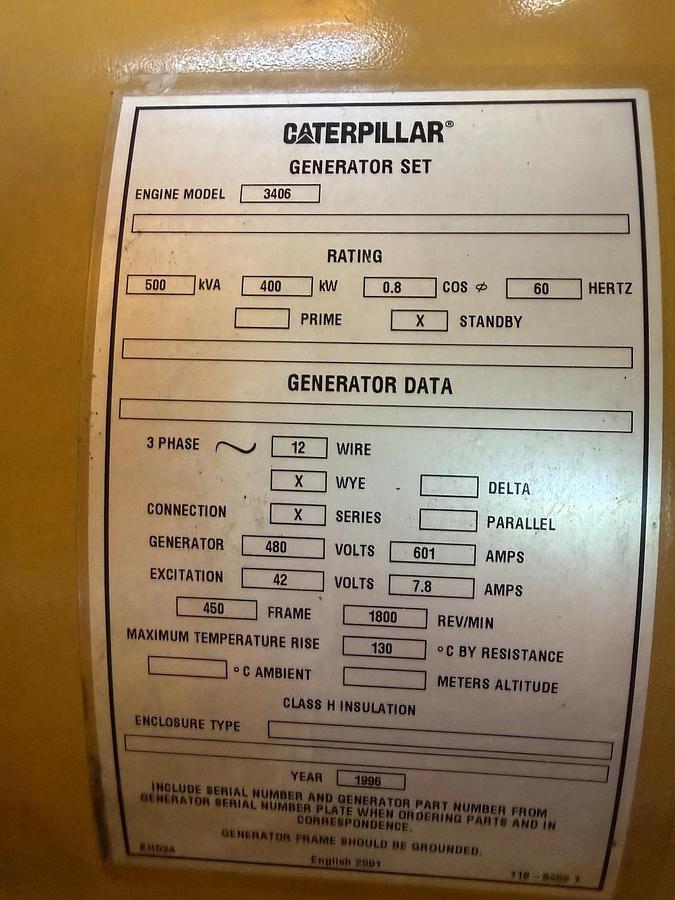 CATERPILLAR®
GENERATOR SET
ENGINE MODEL 3406
RATING
500 kVA 400 kW 0.8 COS ϕ 60 HERTZ
PRIME X STANDBY
GENERATOR DATA
3 PHASE ~ 12 WIRE
X WYE DELTA
CONNECTION X SERIES PARALLEL
GENERATOR 480 VOLTS 601 AMPS
EXCITATION 42 VOLTS 7.8 AMPS
450 FRAME 1800 REV/MIN
MAXIMUM TEMPERATURE RISE 130 °C BY RESISTANCE
°C AMBIENT METERS ALTITUDE
CLASS H INSULATION
ENCLOSURE TYPE
YEAR 1996
INCLUDE SERIAL NUMBER AND GENERATOR PART NUMBER FROM
GENERATOR SERIAL NUMBER PLATE WHEN ORDERING PARTS AND IN
CORRESPONDENCE.
GENERATOR FRAME SHOULD BE GROUNDED.
English 2001